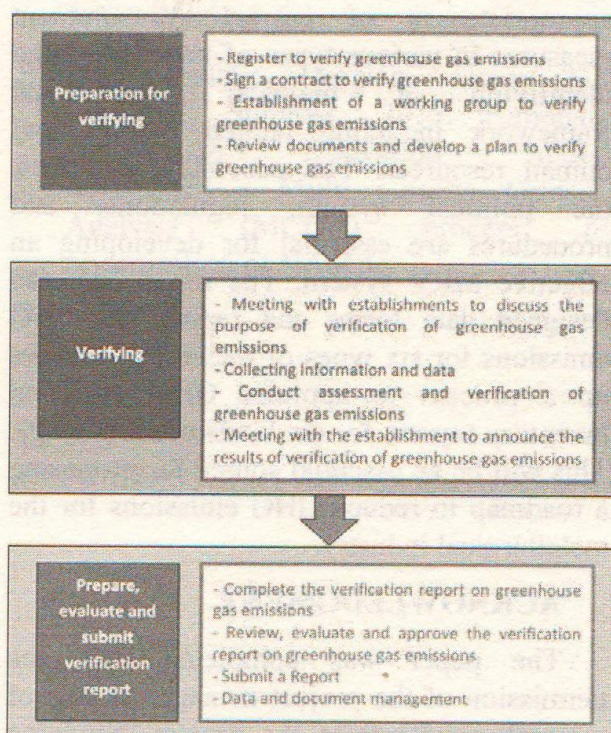 Preparation for
verifying
- Register to verify greenhouse gas emissions
- Sign a contract to verify greenhouse gas emissions
- Establishment of a working group to verify
greenhouse gas emissions
- Review documents and develop a plan to verify
greenhouse gas emissions
Verifying
- Meeting with establishments to discuss the
purpose of verification of greenhouse gas
emissions
- Collecting information and data
- Conduct assessment and verification of
greenhouse gas emissions
- Meeting with the establishment to announce the
results of verification of greenhouse gas emissions
Prepare,
evaluate and
submit
verification
report
- Complete the verification report on greenhouse
gas emissions
- Review, evaluate and approve the verification
report on greenhouse gas emissions
- Submit a Report
- Data and document management